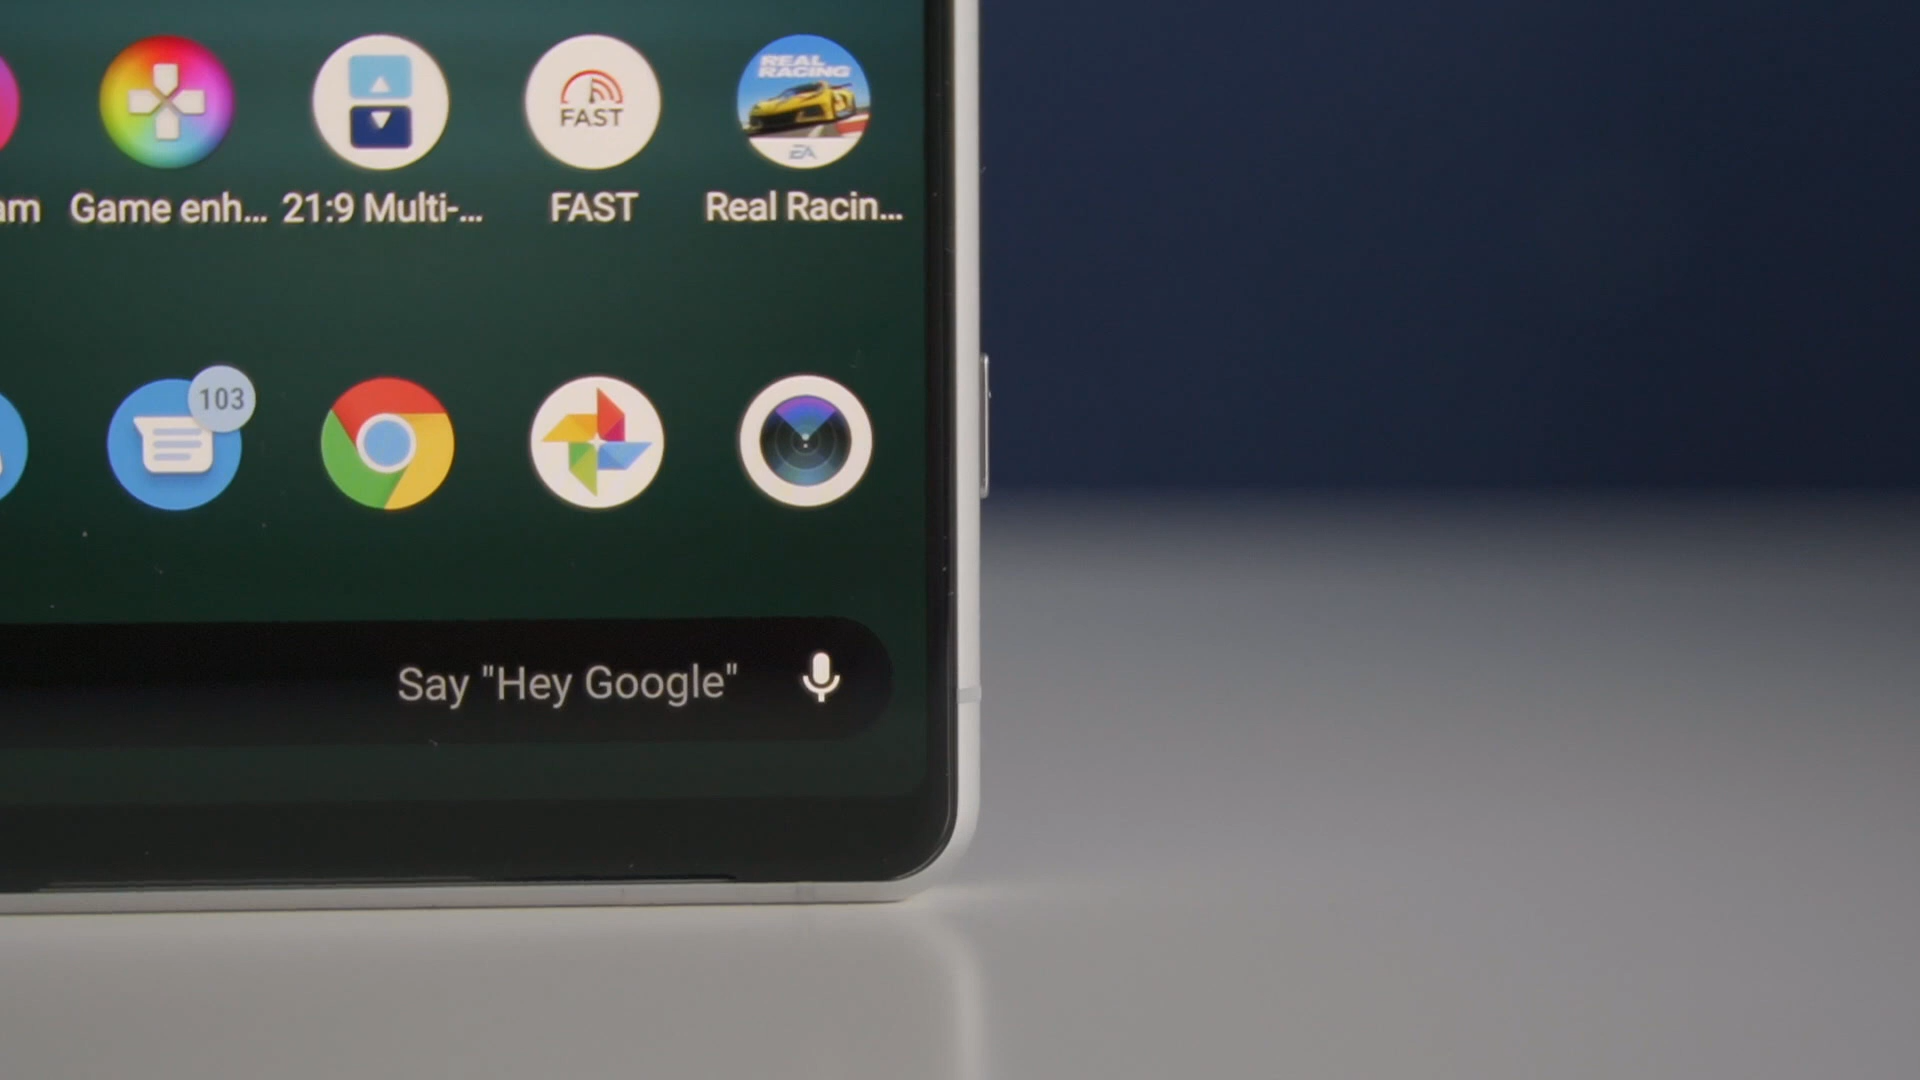 REAL
RACING
FAST
EA
am Game enh... 21:9 Multi-... FAST Real Racin...
103
Say "Hey Google"